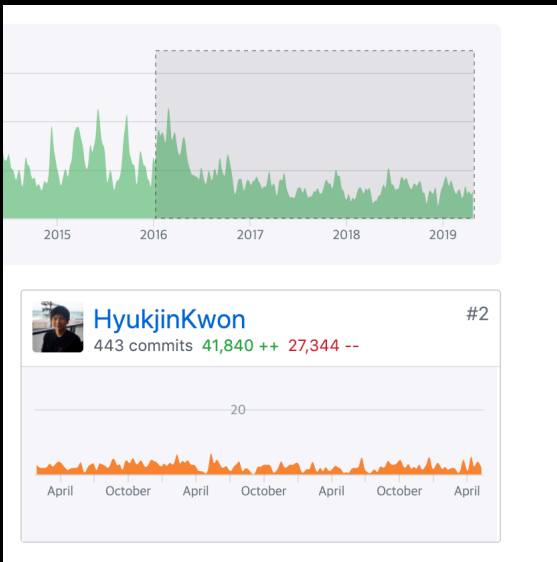 2015 2016 2017 2018 2019
HyukjinKwon #2
443 commits 41,840 ++ 27,344 --
20
April October April October April October April